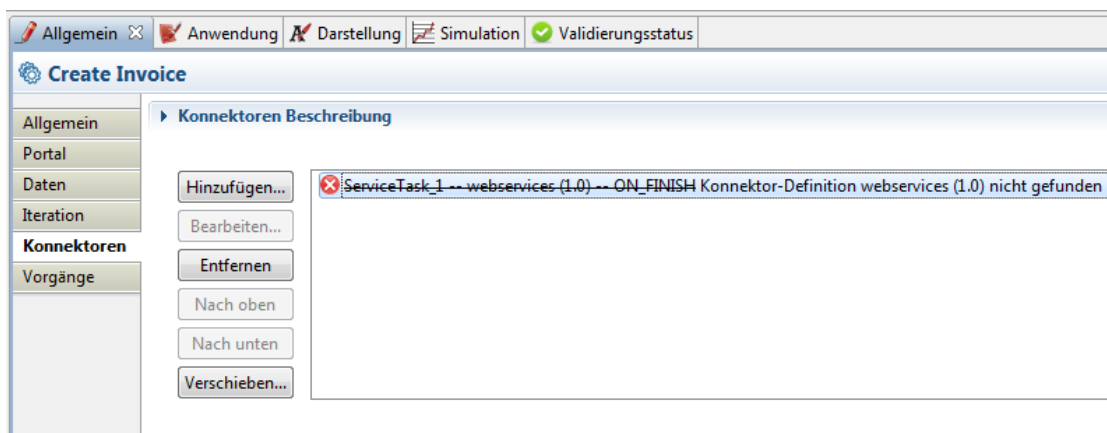 Allgemein Anwendung Darstellung Simulation Validierungsstatus
Create Invoice
Allgemein
Portal
Daten
Iteration
Konnektoren
Vorgänge
Konnektoren Beschreibung
Hinzufügen...
Bearbeiten...
Entfernen
Nach oben
Nach unten
Verschieben...
ServiceTask_1 -- webservices (1.0) -- ON_FINISH Konnektor-Definition webservices (1.0) nicht gefunden